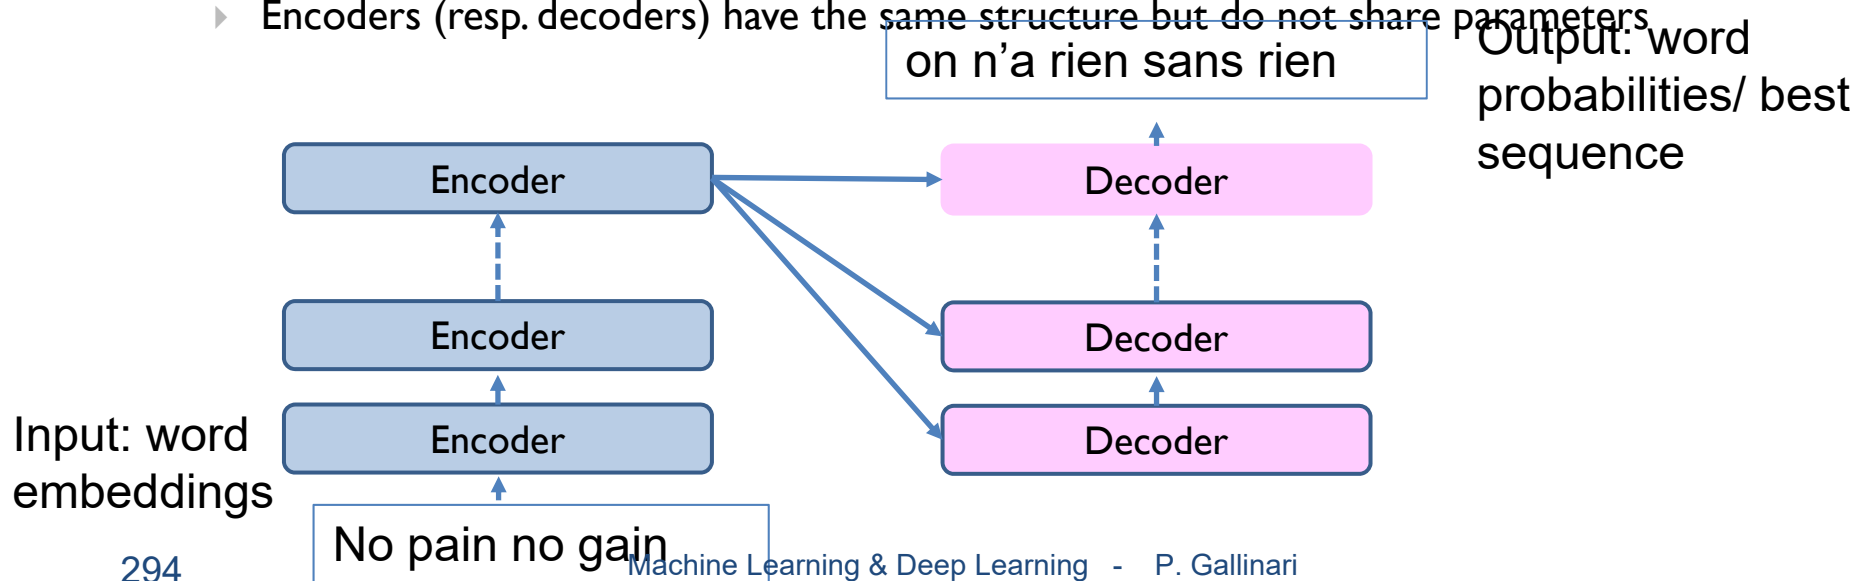 Encoders (resp. decoders) have the same structure but do not share parameters
on n’a rien sans rien
Output: word
probabilities/ best
sequence
Encoder
Decoder
Encoder
Decoder
Encoder
Decoder
Input: word
embeddings
No pain no gain
294
Machine Learning & Deep Learning - P. Gallinari